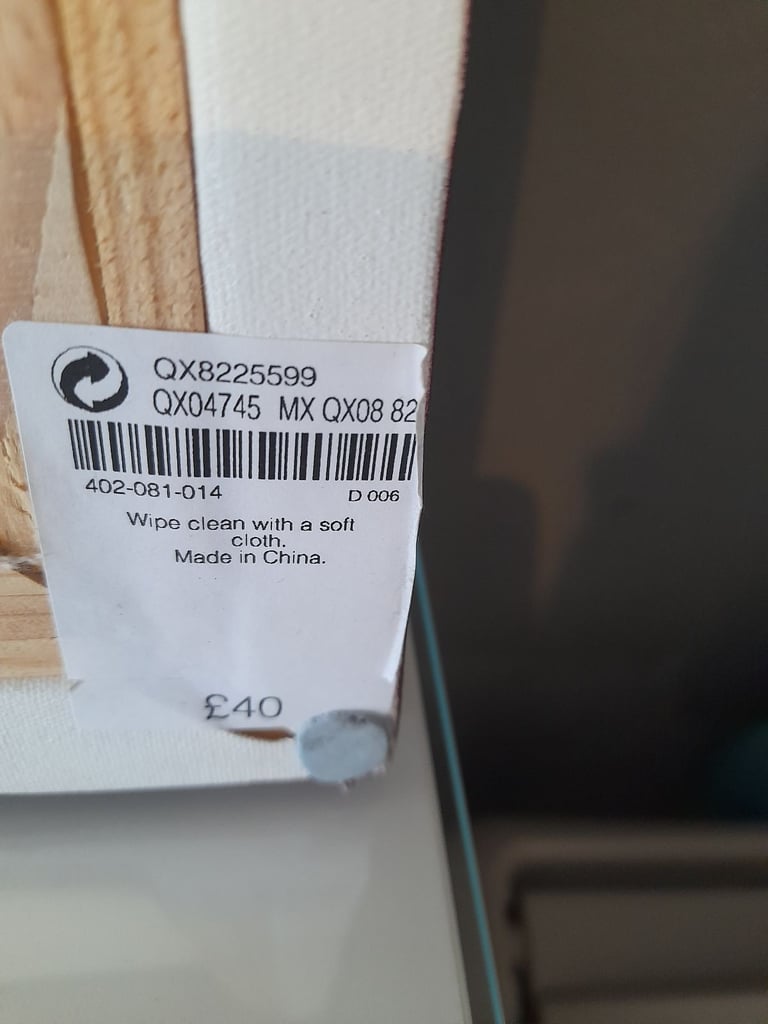 QX8225599
QX04745 MX QX08 82
402-081-014 D 006
Wipe clean with a soft
cloth.
Made in China.
£40